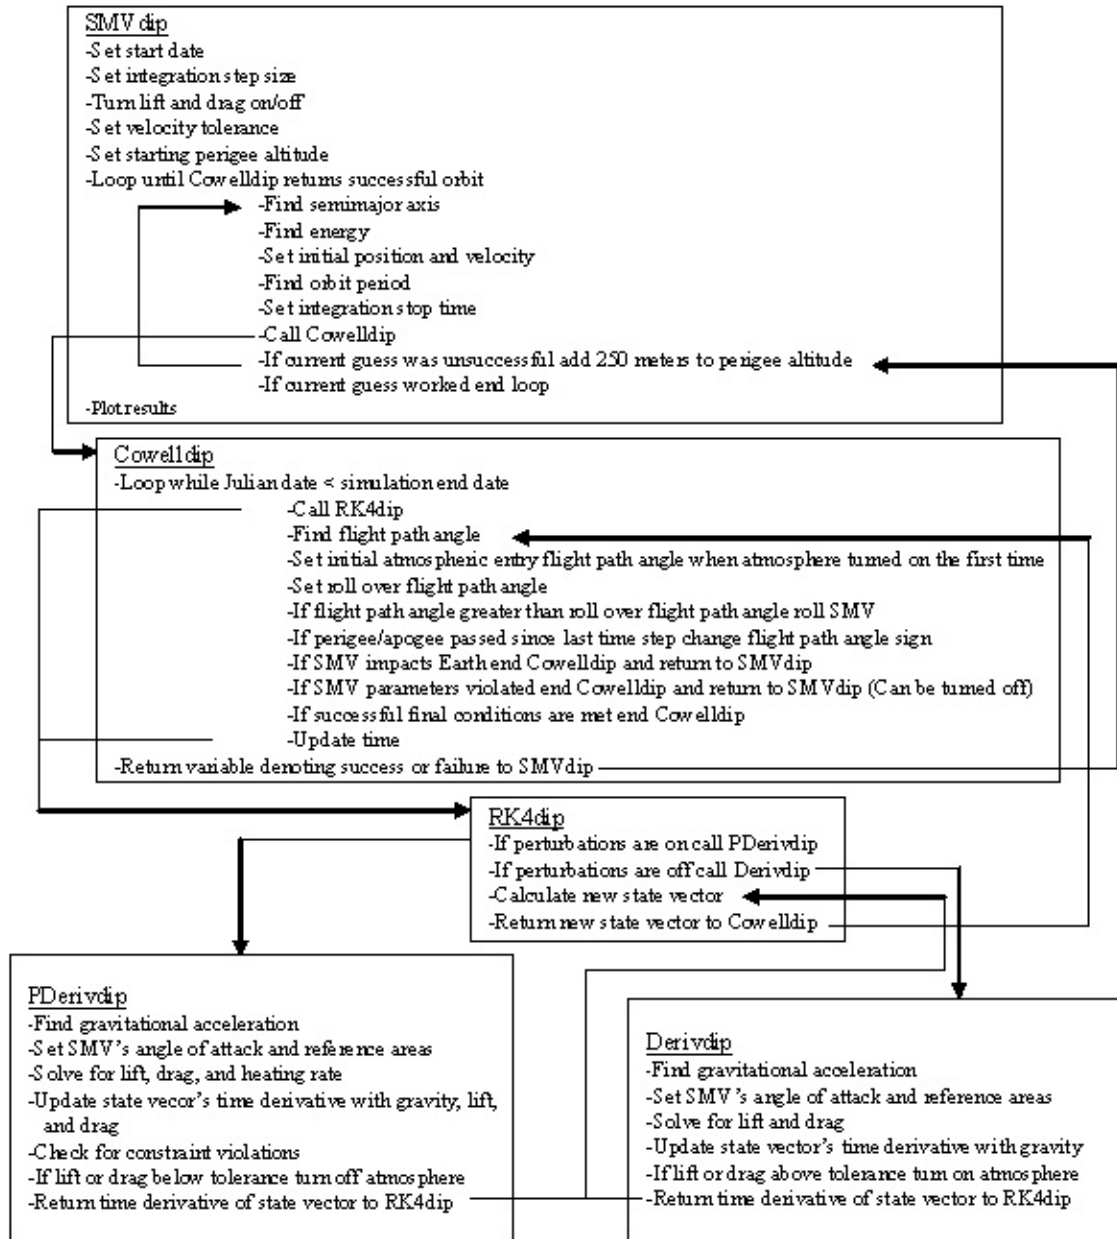 SMVdip
-Set start date
-Set integration step size
-Turn lift and drag on/off
-Set velocity tolerance
-Set starting perigee altitude
-Loop until Cowelldip returns successful orbit
-Find semimajor axis
-Find energy
-Set initial position and velocity
-Find orbit period
-Set integration stop time
-Call Cowelldip
-If current guess was unsuccessful add 250 meters to perigee altitude
-If current guess worked end loop
-Plot results
Cowelldip
-Loop while Julian date < simulation end date
-Call RK4dip
-Find flight path angle
-Set initial atmospheric entry flight path angle when atmosphere turned on the first time
-Set roll over flight path angle
-If flight path angle greater than roll over flight path angle roll SMV
-If perigee/apogee passed since last time step change flight path angle sign
-If SMV impacts Earth end Cowelldip and return to SMVdip
-If SMV parameters violated end Cowelldip and return to SMVdip (Can be turned off)
-If successful final conditions are met end Cowelldip
-Update time
-Return variable denoting success or failure to SMVdip
RK4dip
-If perturbations are on call PDerivdip
-If perturbations are off call Derivdip
-Calculate new state vector
-Return new state vector to Cowelldip
PDerivdip
-Find gravitational acceleration
-Set SMV's angle of attack and reference areas
-Solve for lift, drag, and heating rate
-Update state vecor's time derivative with gravity, lift,
and drag
-Check for constraint violations
-If lift or drag below tolerance turn off atmosphere
-Return time derivative of state vector to RK4dip
Derivdip
-Find gravitational acceleration
-Set SMV's angle of attack and reference areas
-Solve for lift and drag
-Update state vector's time derivative with gravity
-If lift or drag above tolerance turn on atmosphere
-Return time derivative of state vector to RK4dip